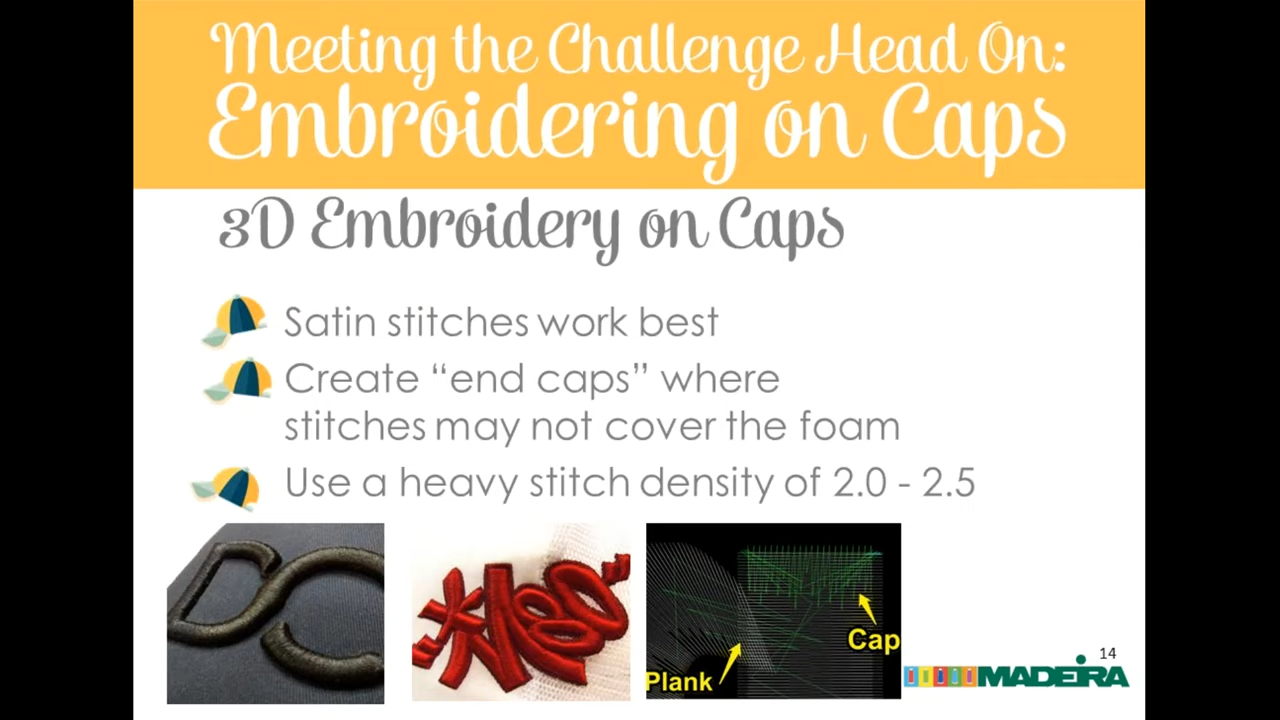 Meeting the Challenge Head On:
Embroidering on Caps
3D Embroidery on Caps
Satin stitches work best
Create “end caps” where
stitches may not cover the foam
Use a heavy stitch density of 2.0 - 2.5
Cap
Plank
14
MADEIRA